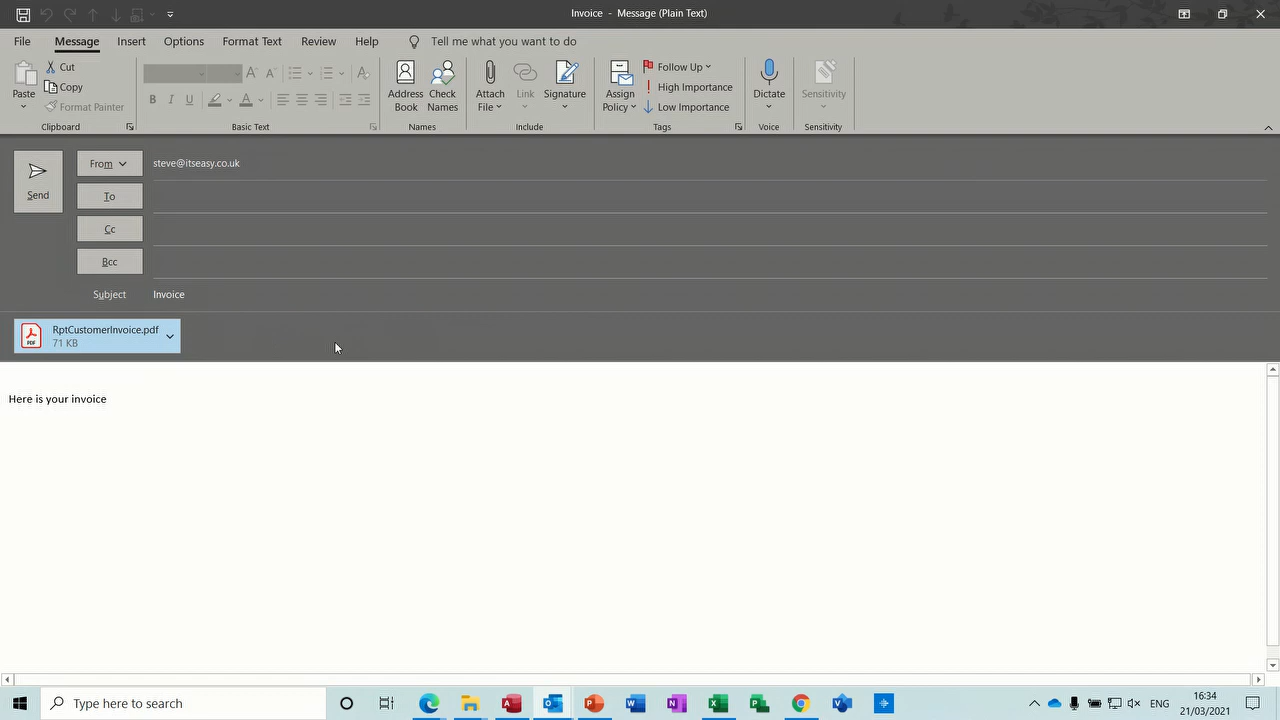 Invoice - Message (Plain Text)
File Message Insert Options Format Text Review Help Tell me what you want to do
Paste
Cut
Copy
Format Painter
Clipboard
B I U A
Basic Text
Address Book
Check Names
Names
Attach File
Link
Signature
Include
Assign Policy
Follow Up
High Importance
Low Importance
Tags
Dictate
Voice
Sensitivity
Sensitivity
Send
From steve@itseasy.co.uk
To
Cc
Bcc
Subject Invoice
PDF
RptCustomerInvoice.pdf
71 KB
Here is your invoice
Type here to search
ENG
16:34
21/03/2021